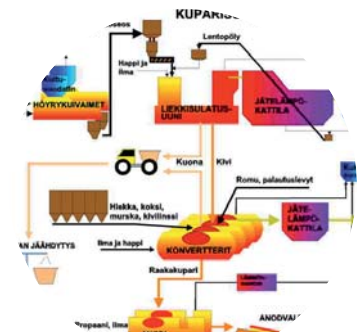 KUPARIS
Lentopöly
Happi ja
ilma
HÖYRYKUIVAIMET
LIEKKISULATUS-
UUNI
JÄTELÄMPÖ-
KATTILA
Kuona
Kivi
Romu, palautuslevyt
Hiekka, koksi,
murska, kivilinssi
JÄTE-
LÄMPÖ-
KATTILA
AN JÄÄHDYTYS
Ilma ja happi
KONVERTTERIT
Raakakupari
Propaani, ilma
ANODVAL